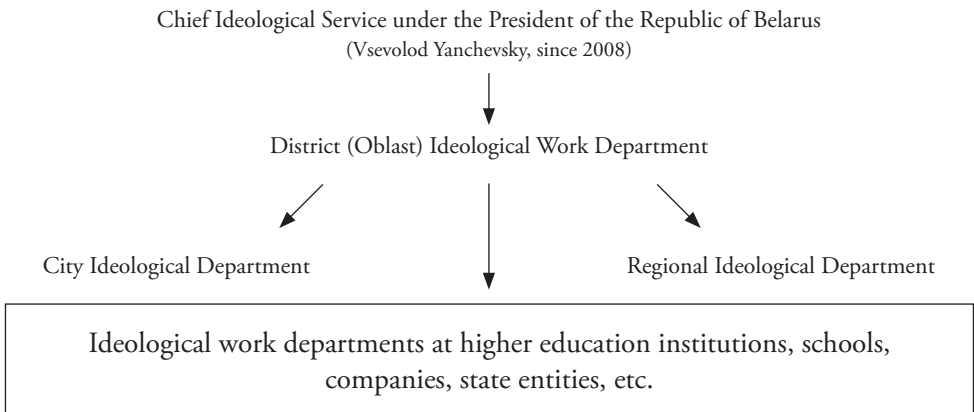 Chief Ideological Service under the President of the Republic of Belarus
(Vsevolod Yanchevsky, since 2008)
District (Oblast) Ideological Work Department
City Ideological Department
Regional Ideological Department
Ideological work departments at higher education institutions, schools,
companies, state entities, etc.